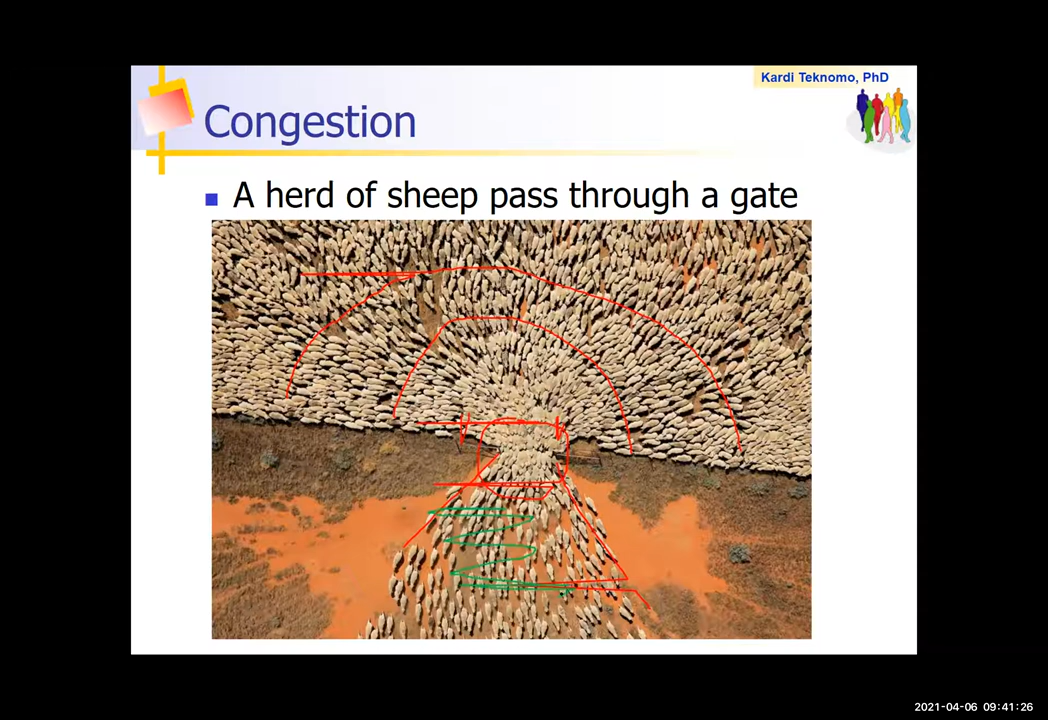 Kardi Teknomo, PhD
Congestion
A herd of sheep pass through a gate
2021-04-06 09:41:26